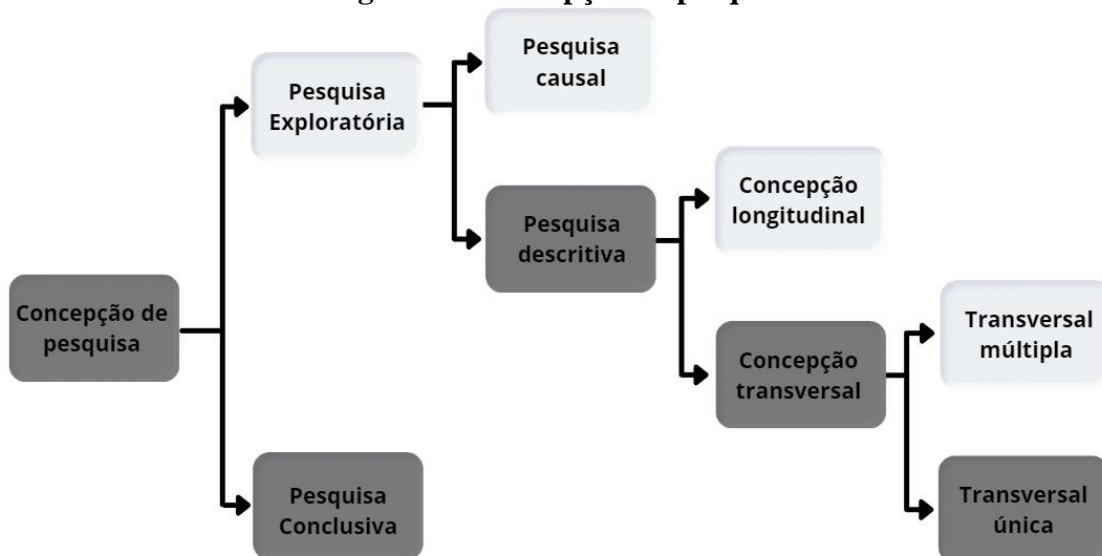 Pesquisa
causal
Pesquisa
Exploratória
Concepção
longitudinal
Pesquisa
descritiva
Concepção de
pesquisa
Transversal
múltipla
Concepção
transversal
Pesquisa
Conclusiva
Transversal
única